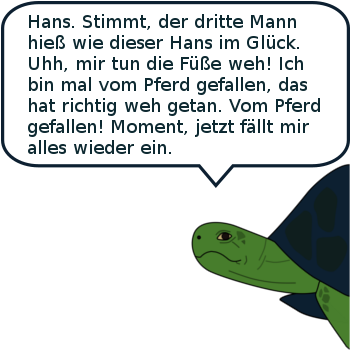 Hans. Stimmt, der dritte Mann
hieß wie dieser Hans im Glück.
Uhh, mir tun die Füße weh! Ich
bin mal vom Pferd gefallen, das
hat richtig weh getan. Vom Pferd
gefallen! Moment, jetzt fällt mir
alles wieder ein.